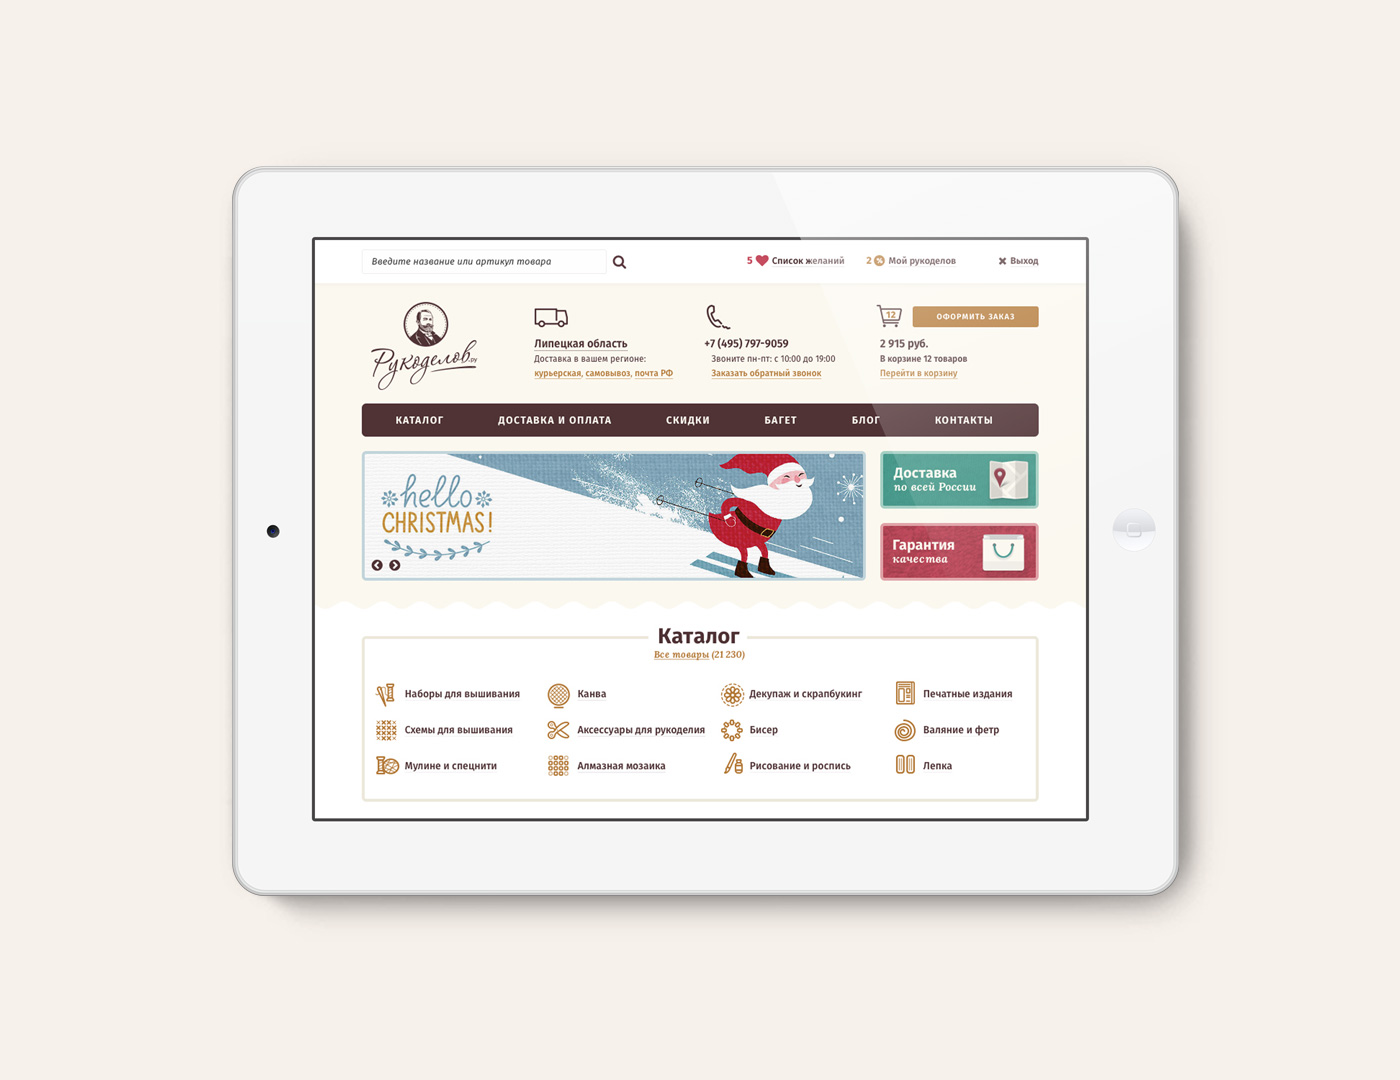 Введите название или артикул товара
5 Список желаний
2 % Мой рукоделов
Выход
Рукоделов.ру
Липецкая область
Доставка в вашем регионе:
курьерская, самовывоз, почта РФ
+7 (495) 797-9059
Звоните пн-пт: с 10:00 до 19:00
Заказать обратный звонок
12
ОФОРМИТЬ ЗАКАЗ
2 915 руб.
В корзине 12 товаров
Перейти в корзину
КАТАЛОГ ДОСТАВКА И ОПЛАТА СКИДКИ БАГЕТ БЛОГ КОНТАКТЫ
hello
CHRISTMAS!
Доставка
по всей России
Гарантия
качества
Каталог
Все товары (21 230)
Наборы для вышивания
Канва
Декупаж и скрапбукинг
Печатные издания
Схемы для вышивания
Аксессуары для рукоделия
Бисер
Валяние и фетр
Мулине и спецнити
Алмазная мозаика
Рисование и роспись
Лепка